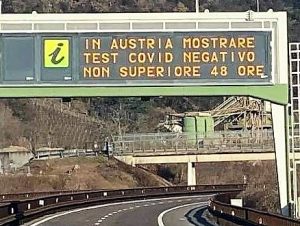 i IN AUSTRIA MOSTRARE
TEST COVID NEGATIVO
NON SUPERIORE 48 ORE